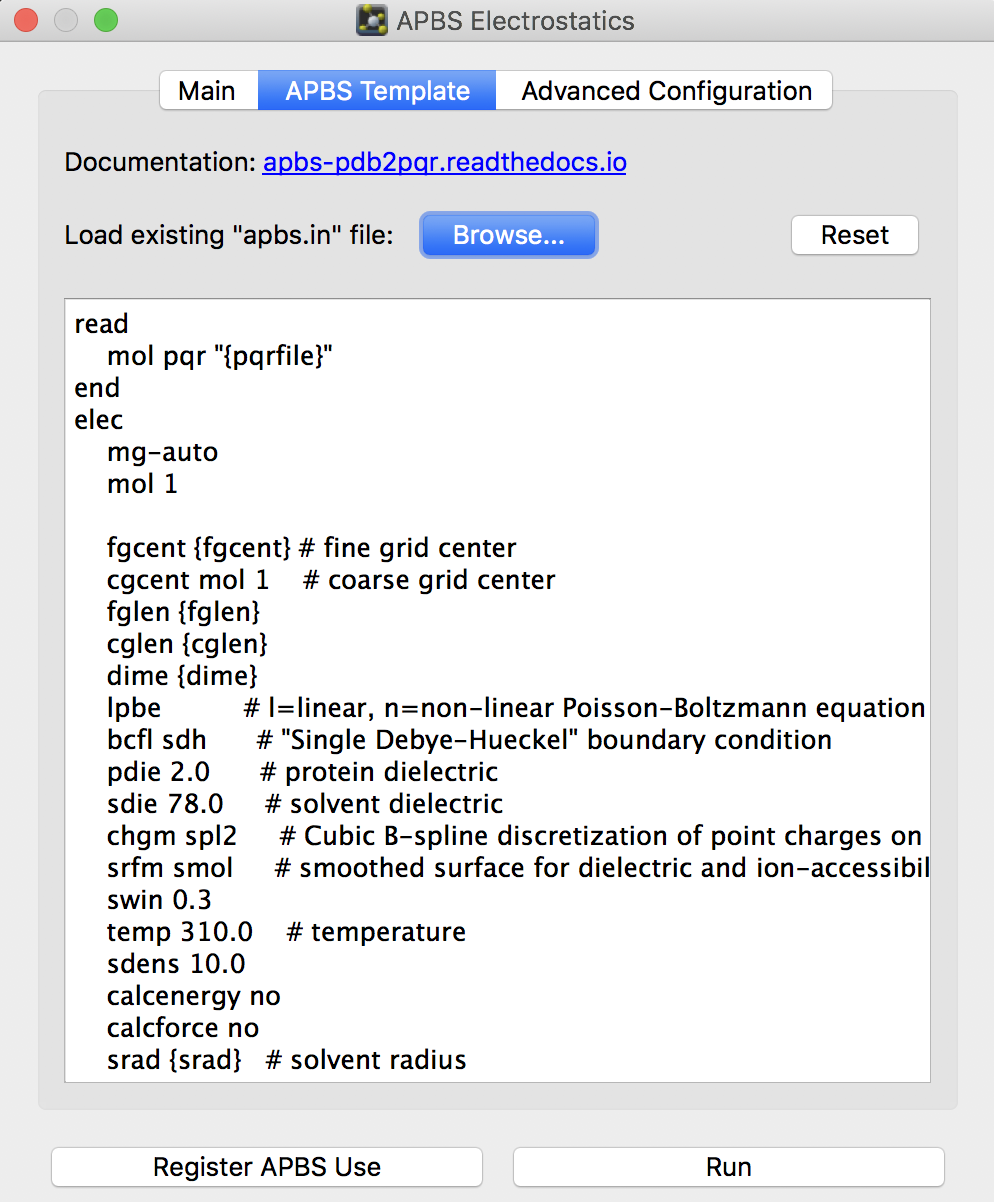 APBS Electrostatics
Main APBS Template Advanced Configuration
Documentation: apbs-pdb2pqr.readthedocs.io
Load existing "apbs.in" file: Browse... Reset
read
mol pqr "{pqrfile}"
end
elec
mg-auto
mol 1
fgcent {fgcent} # fine grid center
cgcent mol 1 # coarse grid center
fglen {fglen}
cglen {cglen}
dime {dime}
lpbe # l=linear, n=non-linear Poisson-Boltzmann equation
bcfl sdh # "Single Debye-Hueckel" boundary condition
pdie 2.0 # protein dielectric
sdie 78.0 # solvent dielectric
chgm spl2 # Cubic B-spline discretization of point charges on
srfm smol # smoothed surface for dielectric and ion-accessibil
swin 0.3
temp 310.0 # temperature
sdens 10.0
calcenergy no
calcforce no
srad {srad} # solvent radius
Register APBS Use Run